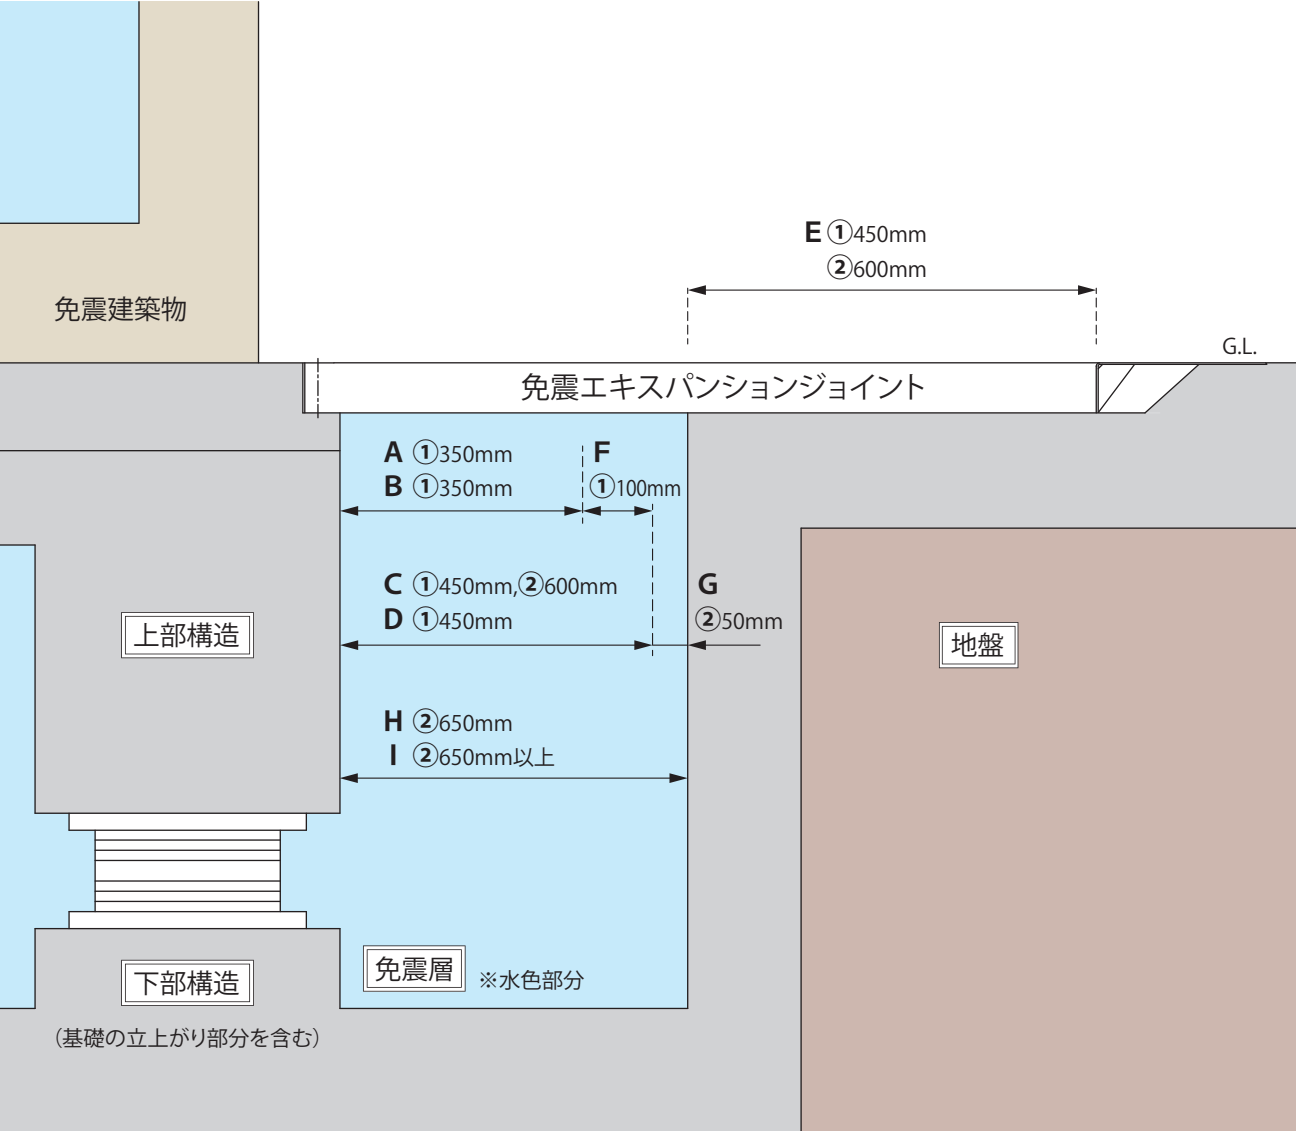 E ①450mm
②600mm
免震建築物
G.L.
免震エキスパンションジョイント
A ①350mm
B ①350mm
F
①100mm
C ①450mm,②600mm
D ①450mm
G
②50mm
上部構造
地盤
H ②650mm
I ②650mm以上
免震層 ※水色部分
下部構造
（基礎の立上がり部分を含む）